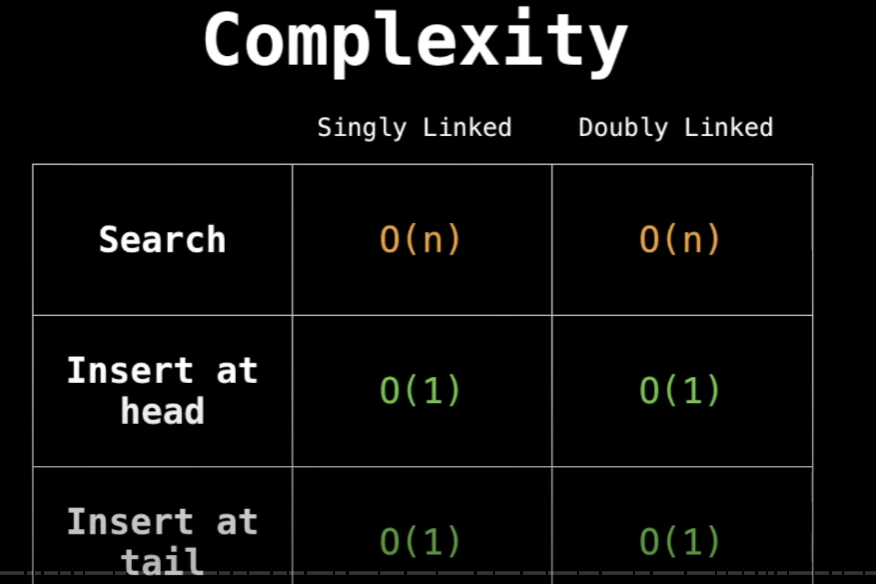 Complexity
Singly Linked Doubly Linked
Search O(n) O(n)
Insert at
head O(1) O(1)
Insert at
tail O(1) O(1)